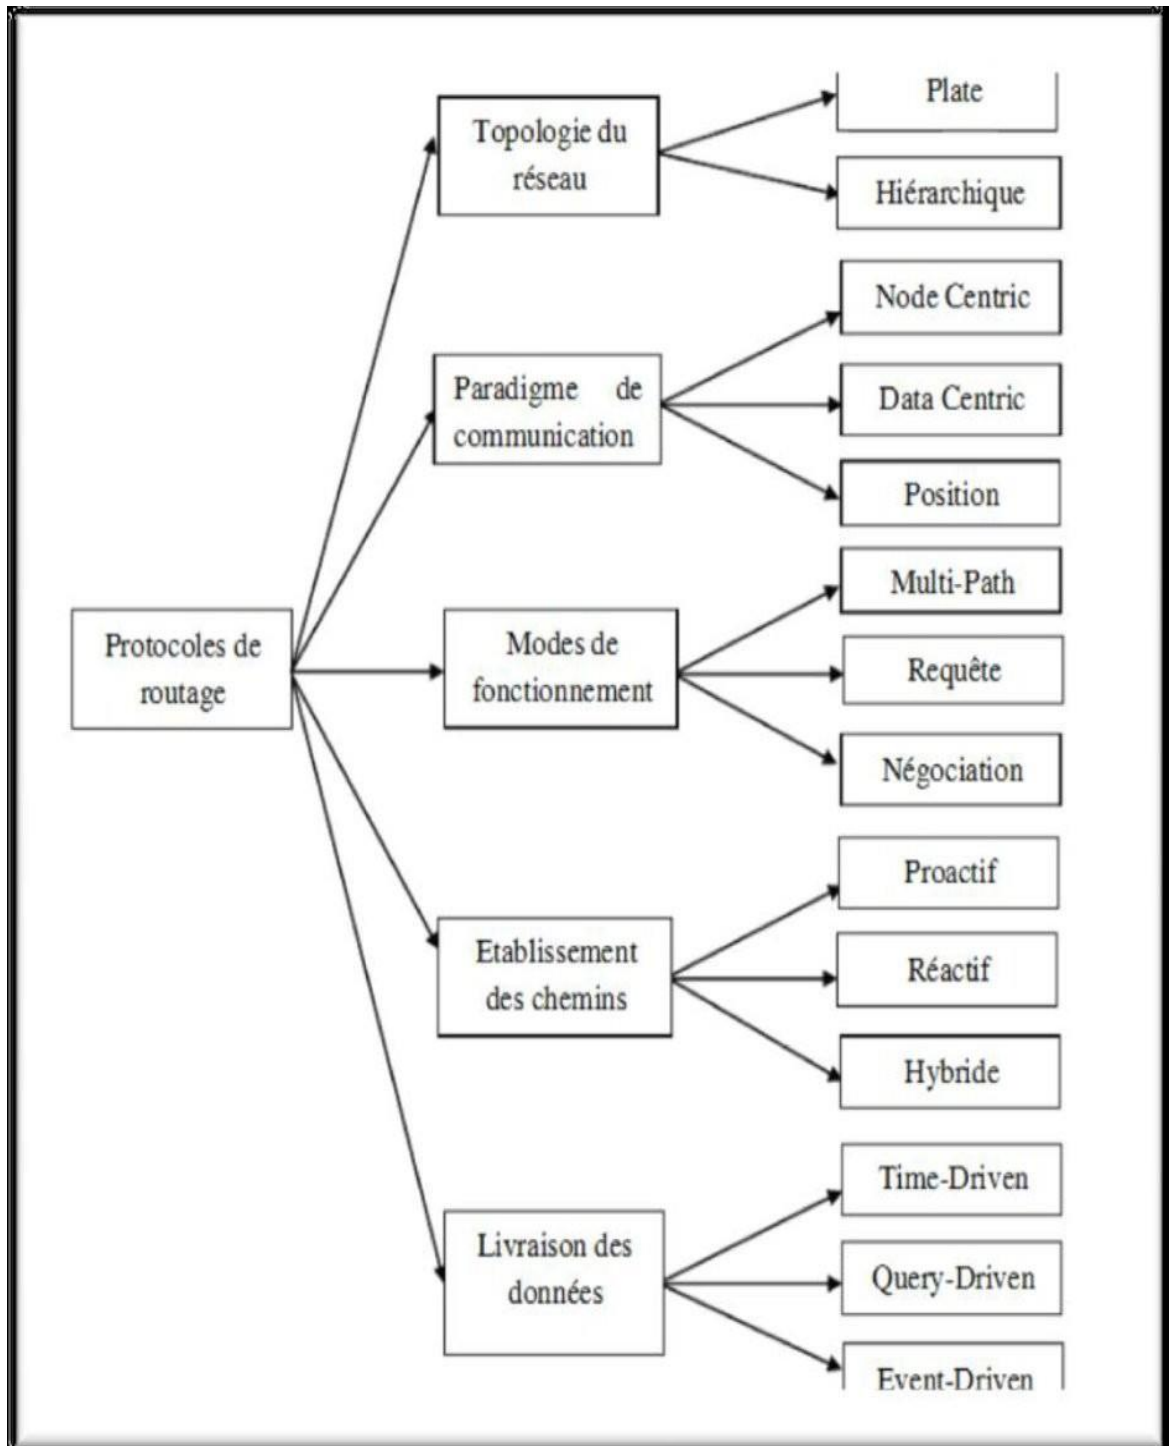 Protocoles de
routage
Topologie du
réseau
Plate
Hiérarchique
Paradigme de
communication
Node Centric
Data Centric
Position
Modes de
fonctionnement
Multi-Path
Requête
Négociation
Etablissement
des chemins
Proactif
Réactif
Hybride
Livraison des
données
Time-Driven
Query-Driven
Event-Driven